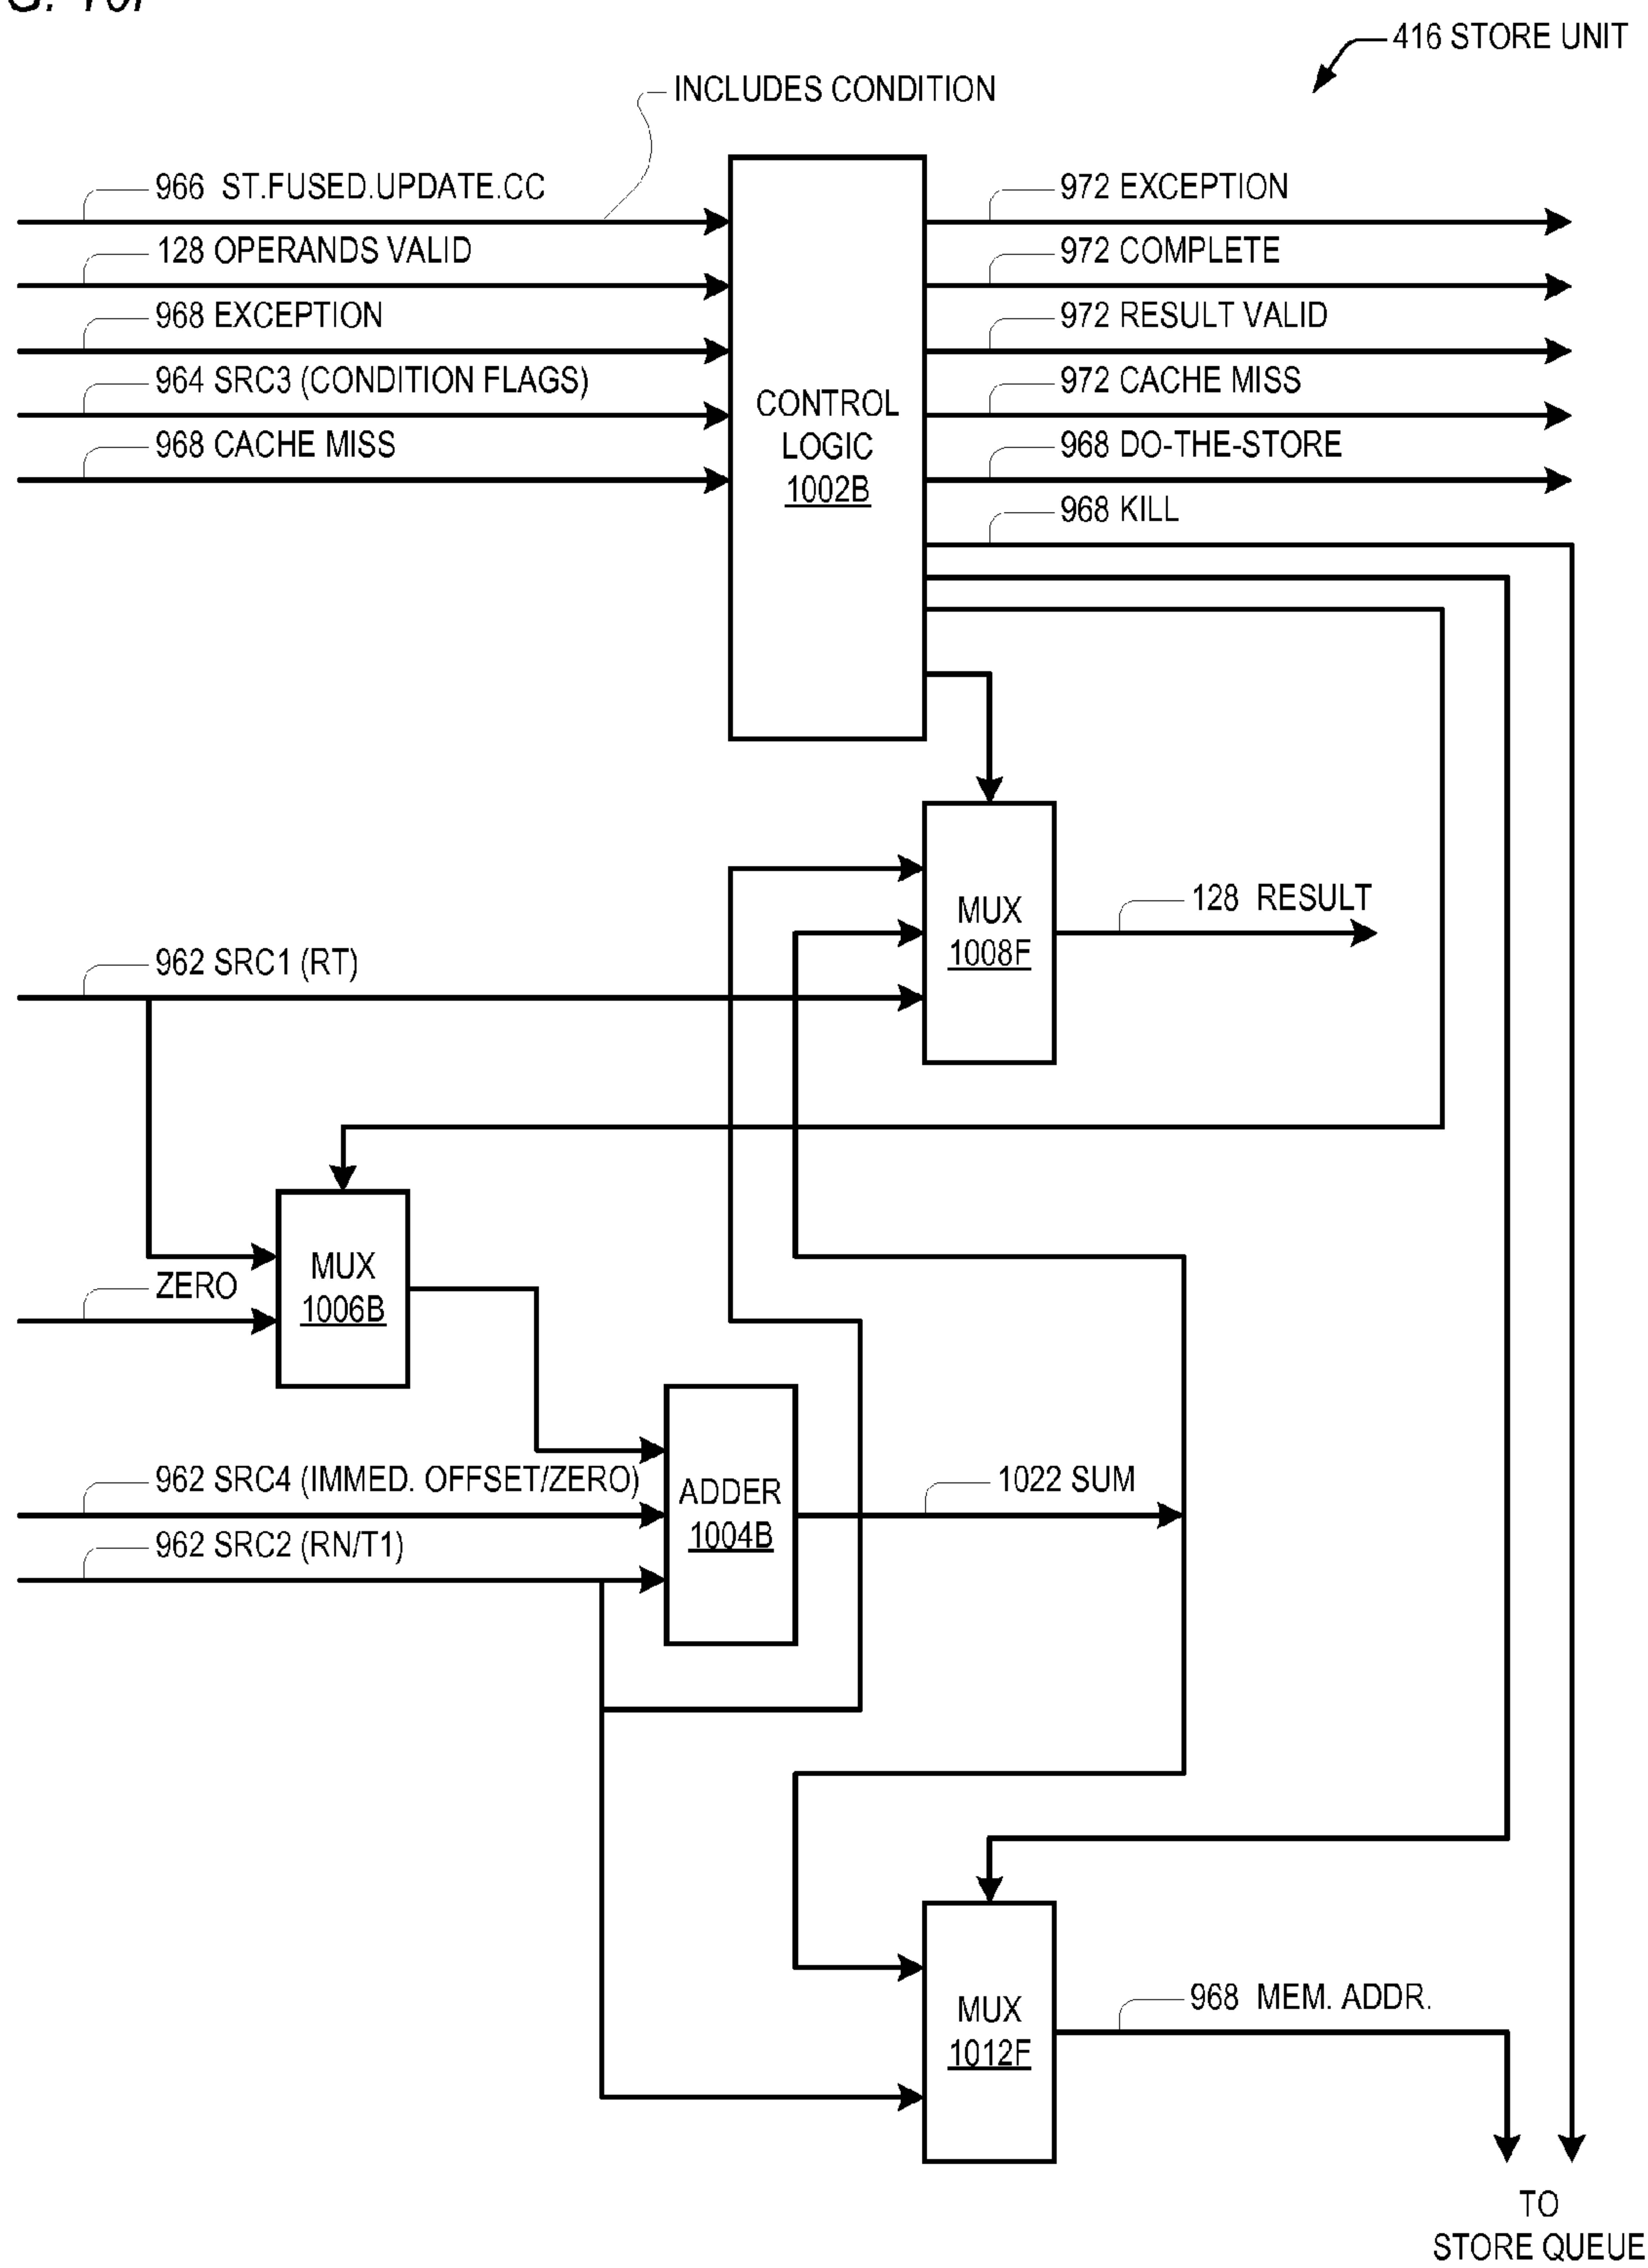 416 STORE UNIT
INCLUDES CONDITION
966 ST.FUSED.UPDATE.CC
972 EXCEPTION
128 OPERANDS VALID
972 COMPLETE
968 EXCEPTION
972 RESULT VALID
964 SRC3 (CONDITION FLAGS)
972 CACHE MISS
968 CACHE MISS
968 DO-THE-STORE
CONTROL
LOGIC
1002B
968 KILL
MUX
1008F
128 RESULT
962 SRC1 (RT)
MUX
1006B
ZERO
962 SRC4 (IMMED. OFFSET/ZERO)
962 SRC2 (RN/T1)
ADDER
1004B
1022 SUM
MUX
1012F
968 MEM. ADDR.
TO
STORE QUEUE